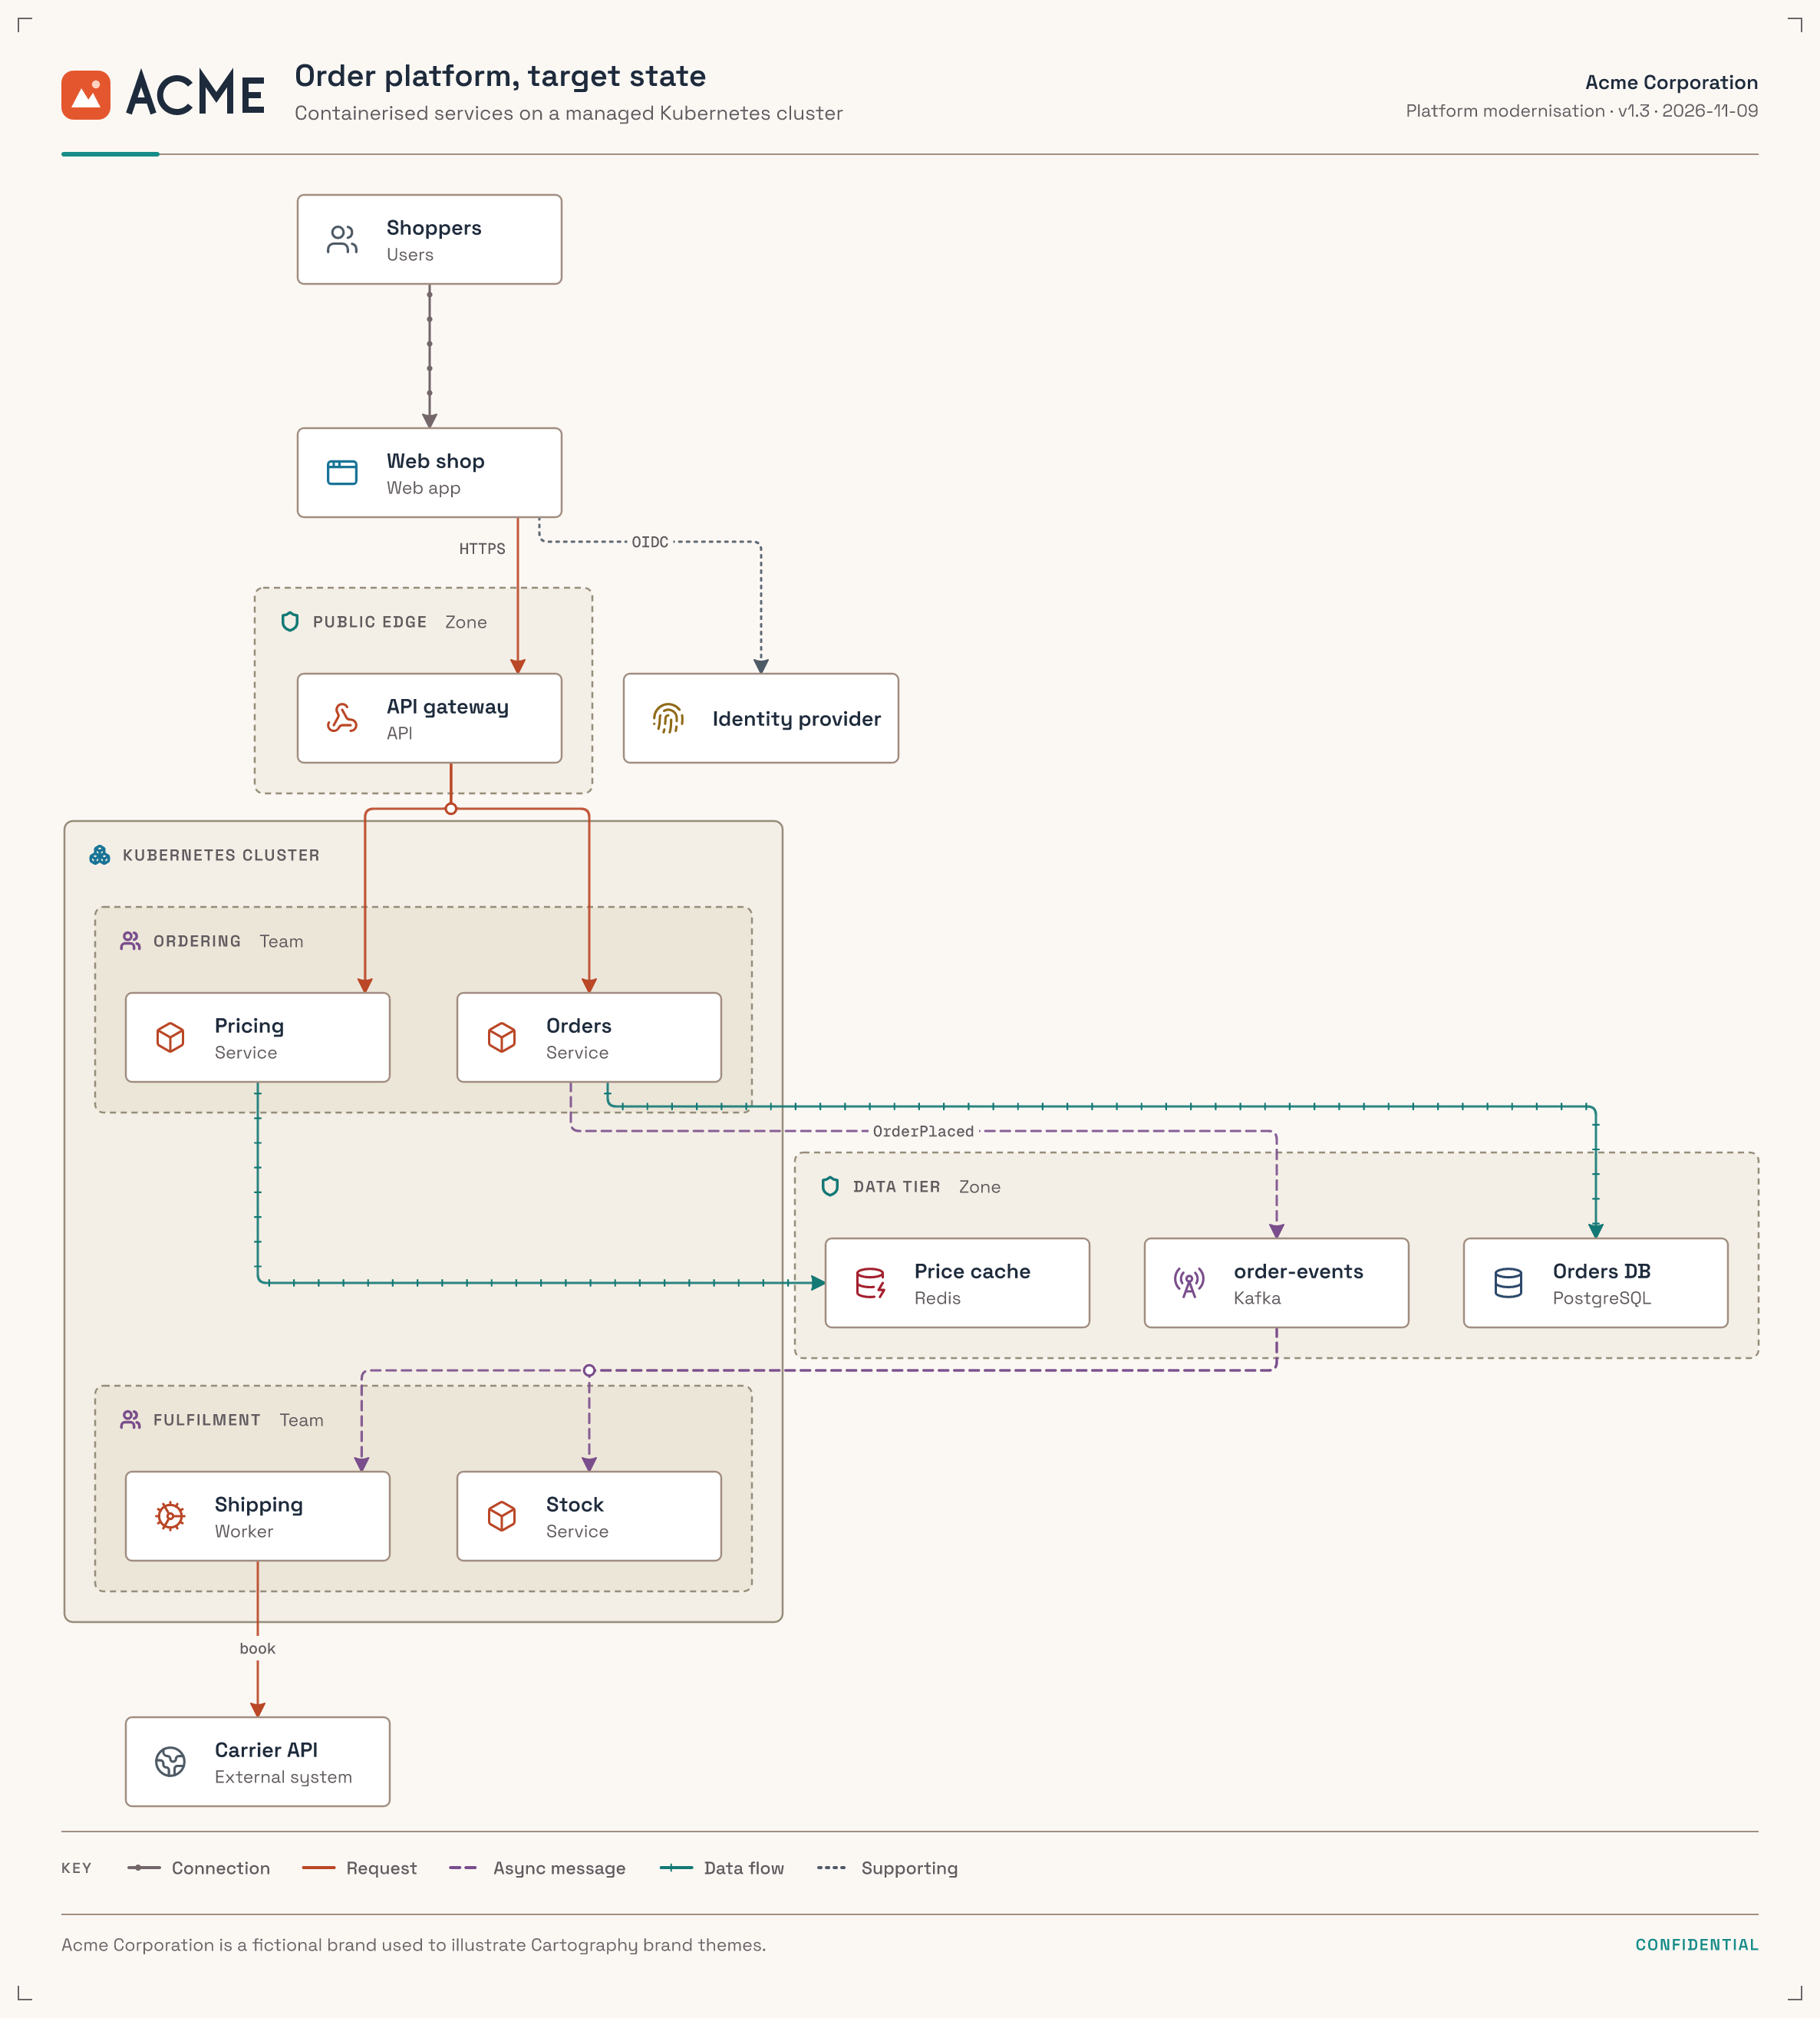 ACME
Order platform, target state
Containerised services on a managed Kubernetes cluster
Acme Corporation
Platform modernisation · v1.3 · 2026-11-09
Shoppers
Users
Web shop
Web app
HTTPS
OIDC
PUBLIC EDGE Zone
API gateway
API
Identity provider
KUBERNETES CLUSTER
ORDERING Team
Pricing
Service
Orders
Service
OrderPlaced
DATA TIER Zone
Price cache
Redis
order-events
Kafka
Orders DB
PostgreSQL
FULFILMENT Team
Shipping
Worker
Stock
Service
book
Carrier API
External system
KEY Connection Request Async message Data flow Supporting
Acme Corporation is a fictional brand used to illustrate Cartography brand themes.
CONFIDENTIAL